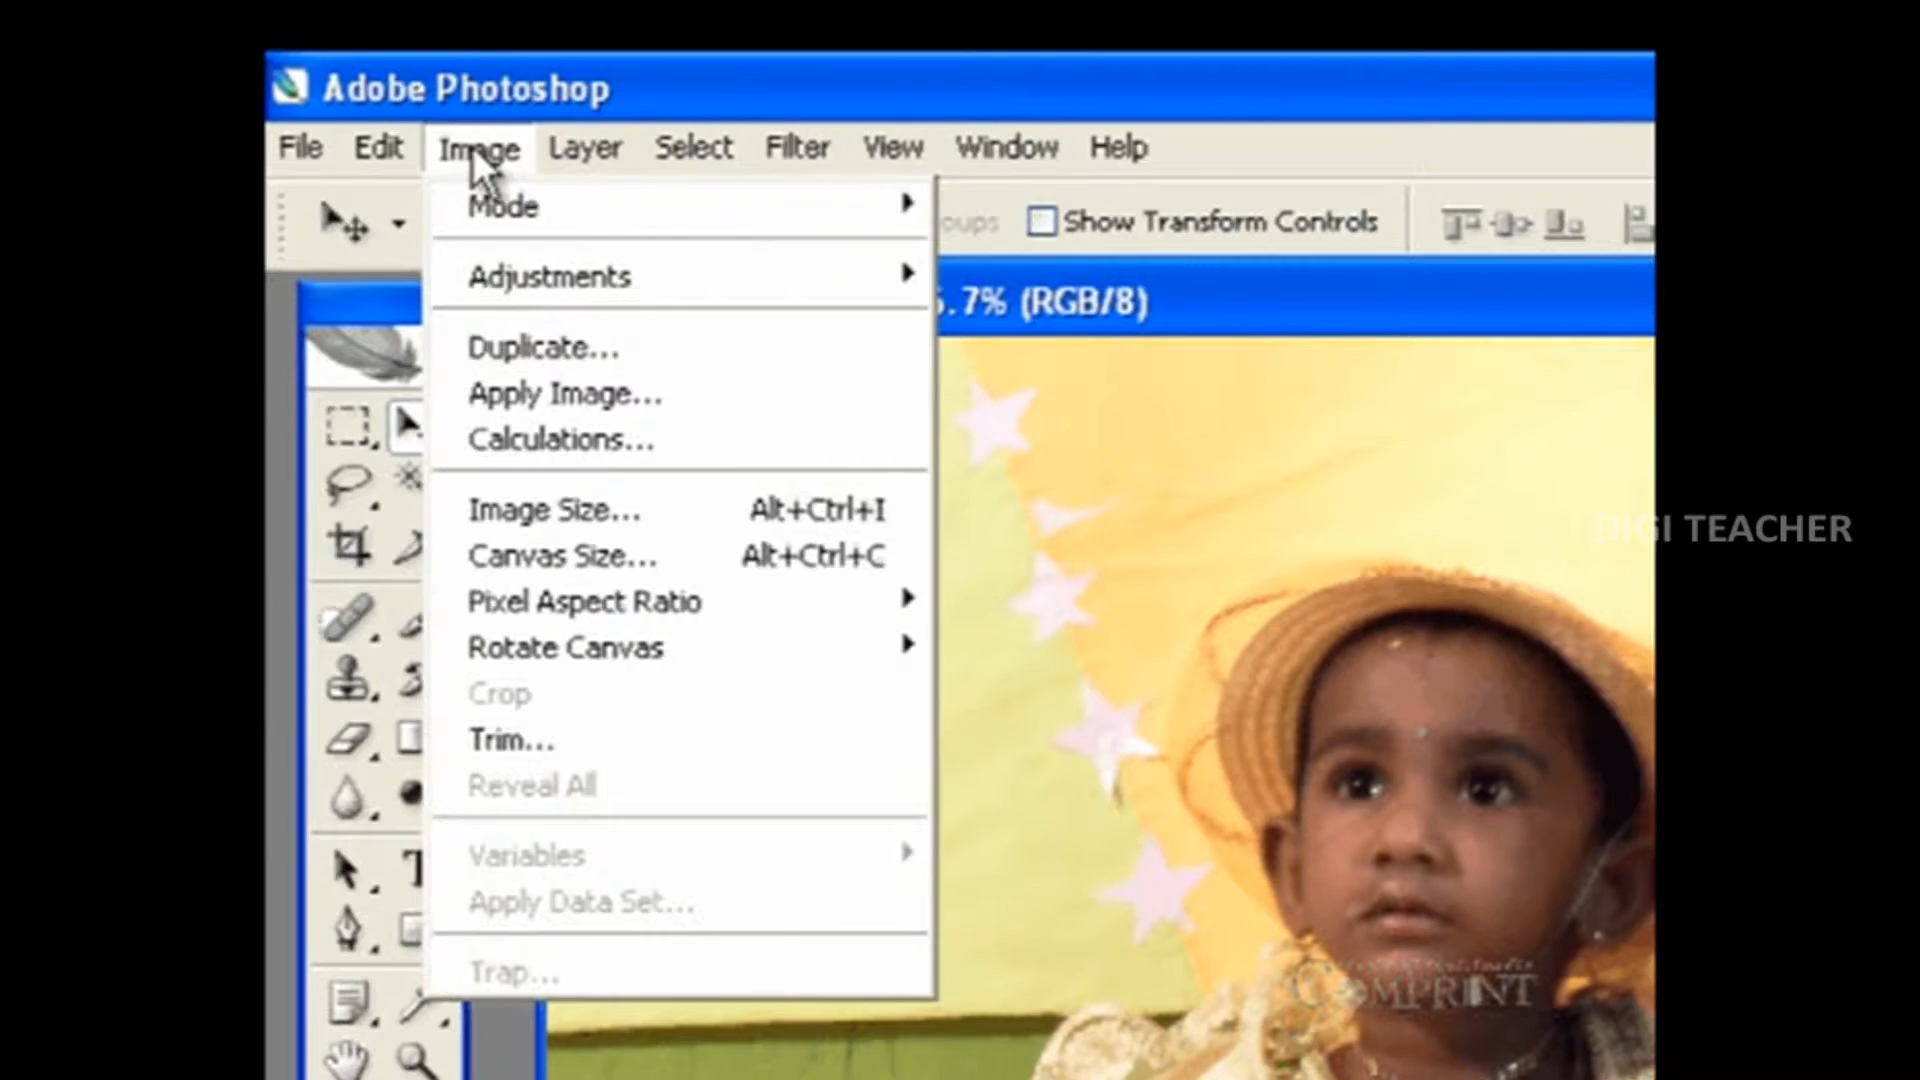 Adobe Photoshop
File Edit Image Layer Select Filter View Window Help
Show Transform Controls
.7% (RGB/8)
Mode
Adjustments
Duplicate...
Apply Image...
Calculations...
Image Size... Alt+Ctrl+I
Canvas Size... Alt+Ctrl+C
Pixel Aspect Ratio
Rotate Canvas
Crop
Trim...
Reveal All
Variables
Apply Data Set...
Trap...
DIGI TEACHER
COMPRINT